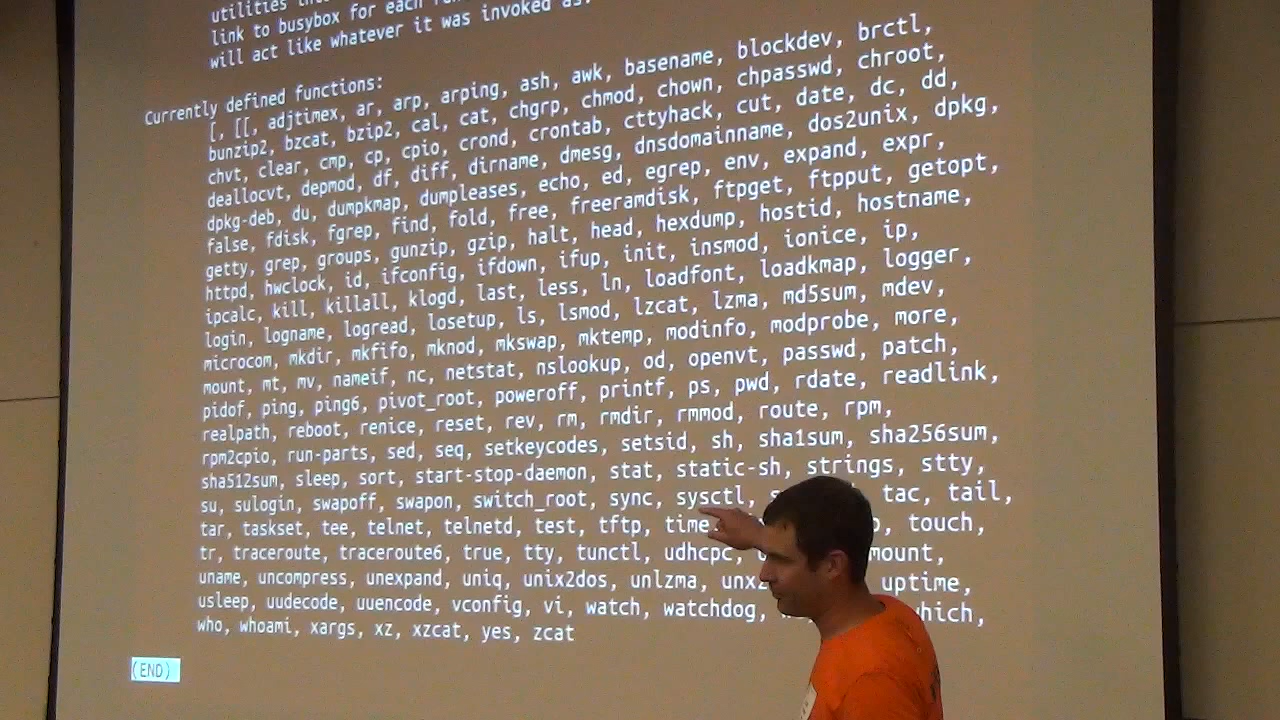 utilities
link to busybox for each
will act like whatever it was invoked as.
Currently defined functions:
[, [[, adjtimex, ar, arp, arping, ash, awk, basename, blockdev, brctl,
bunzip2, bzcat, bzip2, cal, cat, chgrp, chmod, chown, chpasswd, chroot,
chvt, clear, cmp, cp, cpio, crond, crontab, cttyhack, cut, date, dc, dd,
deallocvt, depmod, df, diff, dirname, dmesg, dnsdomainname, dos2unix, dpkg,
dpkg-deb, du, dumpkmap, dumpleases, echo, ed, egrep, env, expand, expr,
false, fdisk, fgrep, find, fold, free, freeramdisk, ftpget, ftpput, getopt,
getty, grep, groups, gunzip, gzip, halt, head, hexdump, hostid, hostname,
httpd, hwclock, id, ifconfig, ifdown, ifup, init, insmod, ionice, ip,
ipcalc, kill, killall, klogd, last, less, ln, loadfont, loadkmap, logger,
login, logname, logread, losetup, ls, lsmod, lzcat, lzma, md5sum, mdev,
microcom, mkdir, mkfifo, mknod, mkswap, mktemp, modinfo, modprobe, more,
mount, mt, mv, nameif, nc, netstat, nslookup, od, openvt, passwd, patch,
pidof, ping, ping6, pivot_root, poweroff, printf, ps, pwd, rdate, readlink,
realpath, reboot, renice, reset, rev, rm, rmdir, rmmod, route, rpm,
rpm2cpio, run-parts, sed, seq, setkeycodes, setsid, sh, sha1sum, sha256sum,
sha512sum, sleep, sort, start-stop-daemon, stat, static-sh, strings, stty,
su, sulogin, swapoff, swapon, switch_root, sync, sysctl, tac, tail,
tar, taskset, tee, telnet, telnetd, test, tftp, touch,
tr, traceroute, traceroute6, true, tty, tunctl, udhcpc,
uname, uncompress, unexpand, uniq, unix2dos, unlzma, uptime,
usleep, uudecode, uuencode, vconfig, vi, watch, watchdog, which,
who, whoami, xargs, xz, xzcat, yes, zcat
(END)